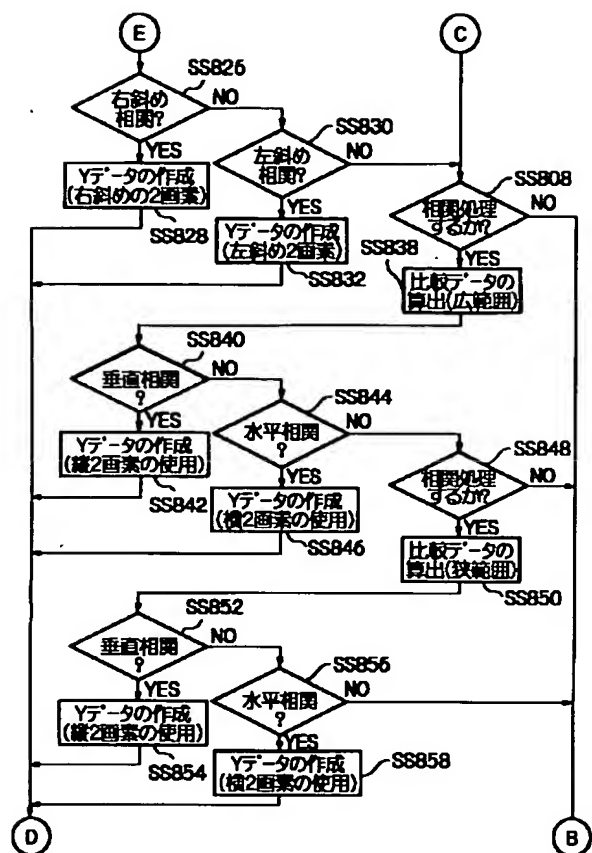 E
C
SS826
右斜め
相関?
NO
YES
SS830
左斜め
相関?
NO
YES
Yデータの作成
(右斜めの2画素)
SS828
Yデータの作成
(左斜め2画素)
SS832
SS808
相関処理
するか?
NO
YES
SS838
比較データの
算出(広範囲)
SS840
垂直相関
?
NO
YES
SS844
水平相関
?
NO
YES
Yデータの作成
(縦2画素の使用)
SS842
Yデータの作成
(横2画素の使用)
SS846
SS848
相関処理
するか?
NO
YES
比較データの
算出(狭範囲)
SS850
SS852
垂直相関
?
NO
YES
SS856
水平相関
?
NO
YES
Yデータの作成
(縦2画素の使用)
SS854
Yデータの作成
(横2画素の使用)
SS858
D
B